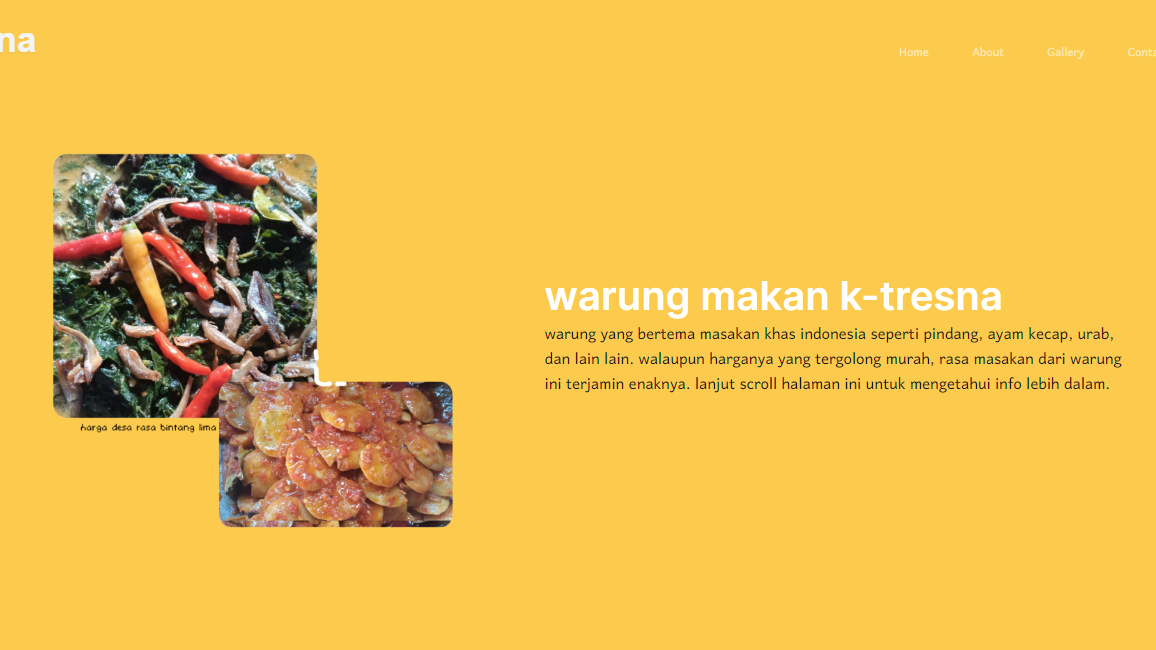 na
Home About Gallery Conta
warung makan k-tresna
warung yang bertema masakan khas indonesia seperti pindang, ayam kecap, urab,
dan lain lain. walaupun harganya yang tergolong murah, rasa masakan dari warung
ini terjamin enaknya. lanjut scroll halaman ini untuk mengetahui info lebih dalam.
harga desa rasa bintang lima